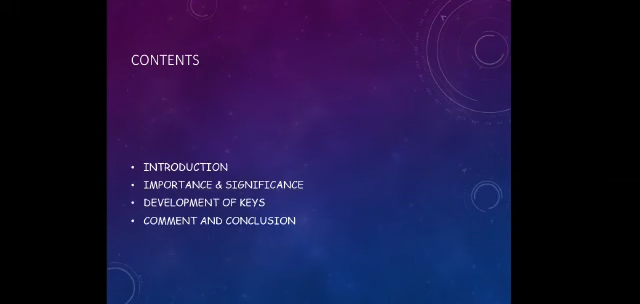 CONTENTS
• INTRODUCTION
• IMPORTANCE & SIGNIFICANCE
• DEVELOPMENT OF KEYS
• COMMENT AND CONCLUSION